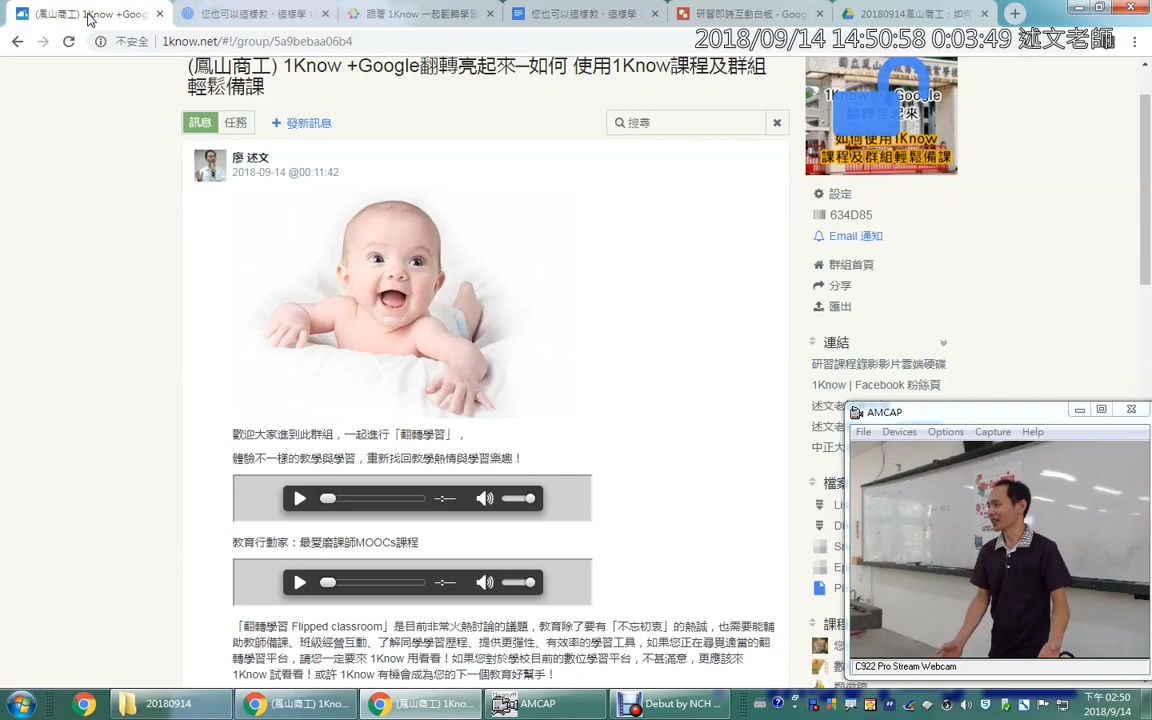 (鳳山商工) 1Know +Goog
您也可以這樣教、這樣學
跟著 1Know 一起翻轉學習
您也可以這樣教、這樣學
研習即時互動白板 - Goog
20180914鳳山商工：如何
不安全
1know.net/#!/group/5a9bebaa06b4
2018/09/14 14:50:58 0:03:49 述文老師
(鳳山商工) 1Know +Google翻轉亮起來─如何 使用1Know課程及群組
輕鬆備課
訊息 任務 + 發新訊息
搜尋
廖 述文
2018-09-14 @00:11:42
歡迎大家進到此群組，一起進行「翻轉學習」，
體驗不一樣的教學與學習，重新找回教學熱情與學習樂趣！
-:--
教育行動家：最愛磨課師MOOCs課程
-:--
「翻轉學習 Flipped classroom」是目前非常火熱討論的議題，教育除了要有「不忘初衷」的熱誠，也需要能輔
助教師備課、班級經營互動、了解同學學習歷程、提供更彈性、有效率的學習工具，如果您正在尋覓適當的翻
轉學習平台，請您一定要來 1Know 用看看！如果您對於學校目前的數位學習平台，不甚滿意，更應該來
1Know 試看看！或許 1Know 有機會成為您的下一個教育好幫手！
1Know Google
翻轉亮起來
如何使用1Know
課程及群組輕鬆備課
設定
634D85
Email 通知
群組首頁
分享
匯出
連結
研習課程錄影影片雲端硬碟
1Know | Facebook 粉絲頁
述文老
述文老
中正大
檔案
課程
AMCAP
File Devices Options Capture Help
C922 Pro Stream Webcam
20180914
(鳳山商工) 1Kno...
(鳳山商工) 1Kno...
AMCAP
Debut by NCH ...
下午 02:50
2018/9/14